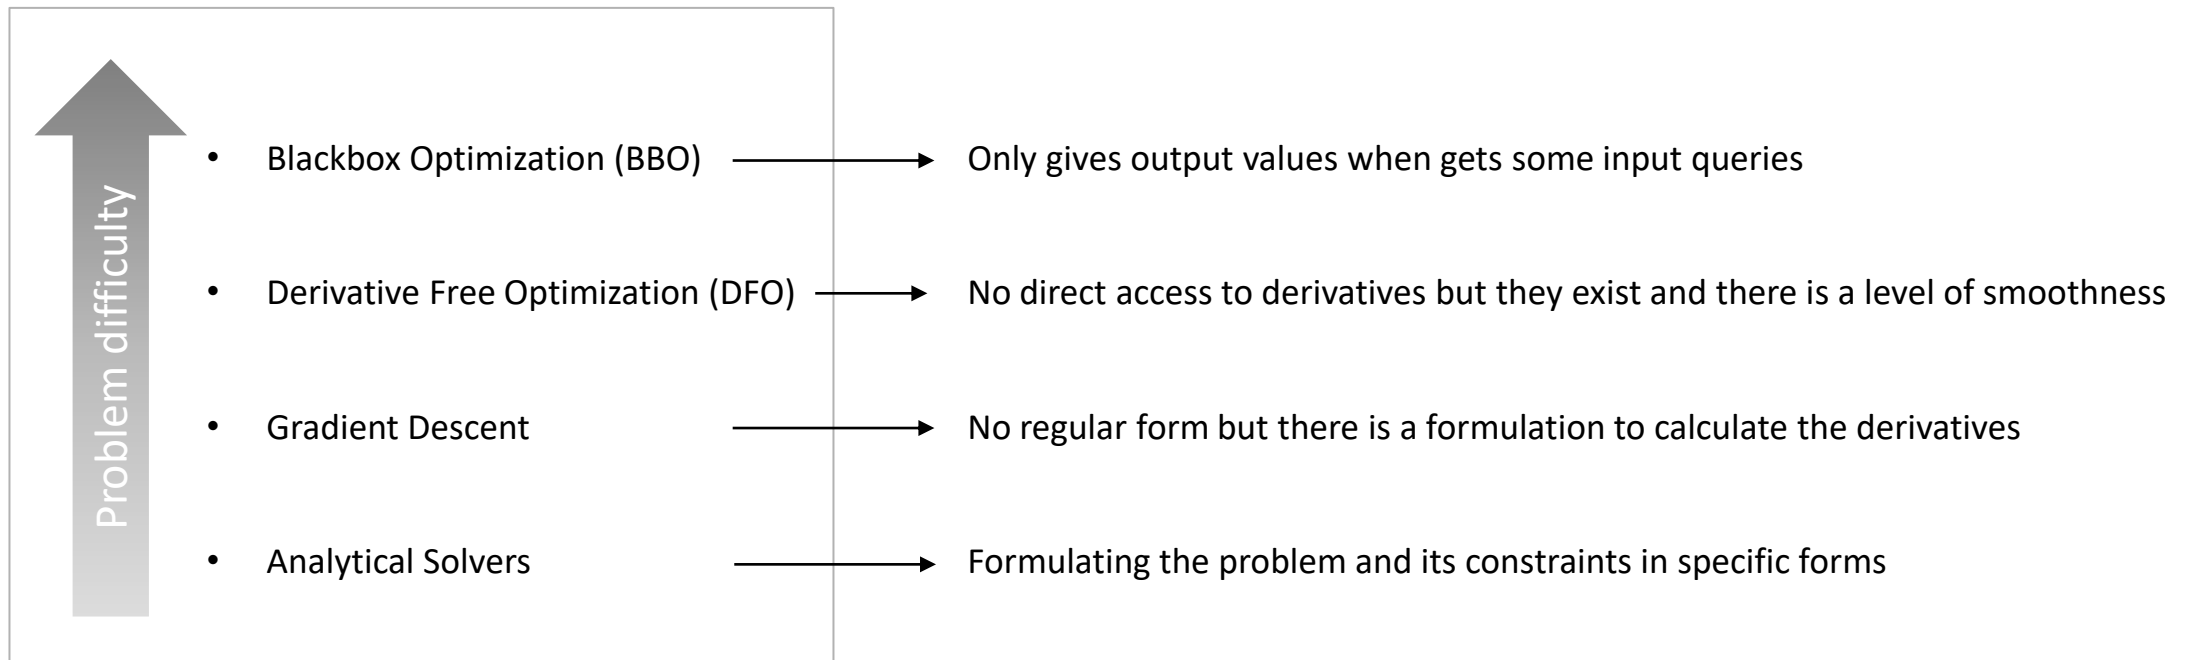 Problem difficulty
• Blackbox Optimization (BBO) Only gives output values when gets some input queries
• Derivative Free Optimization (DFO) No direct access to derivatives but they exist and there is a level of smoothness
• Gradient Descent No regular form but there is a formulation to calculate the derivatives
• Analytical Solvers Formulating the problem and its constraints in specific forms